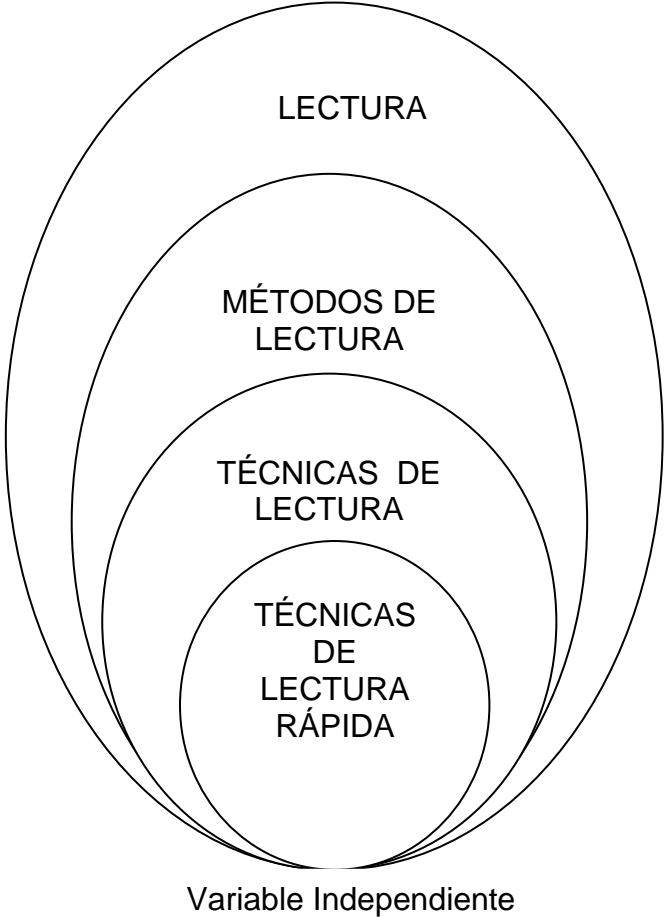 LECTURA
MÉTODOS DE
LECTURA
TÉCNICAS DE
LECTURA
TÉCNICAS
DE
LECTURA
RÁPIDA
Variable Independiente